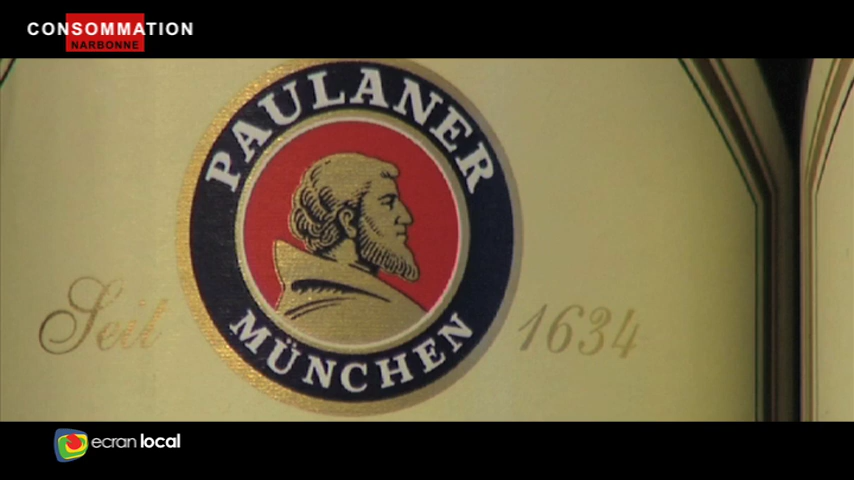 CONSOMMATION
NARBONNE
PAULANER
MÜNCHEN
Seit 1634
ecran local